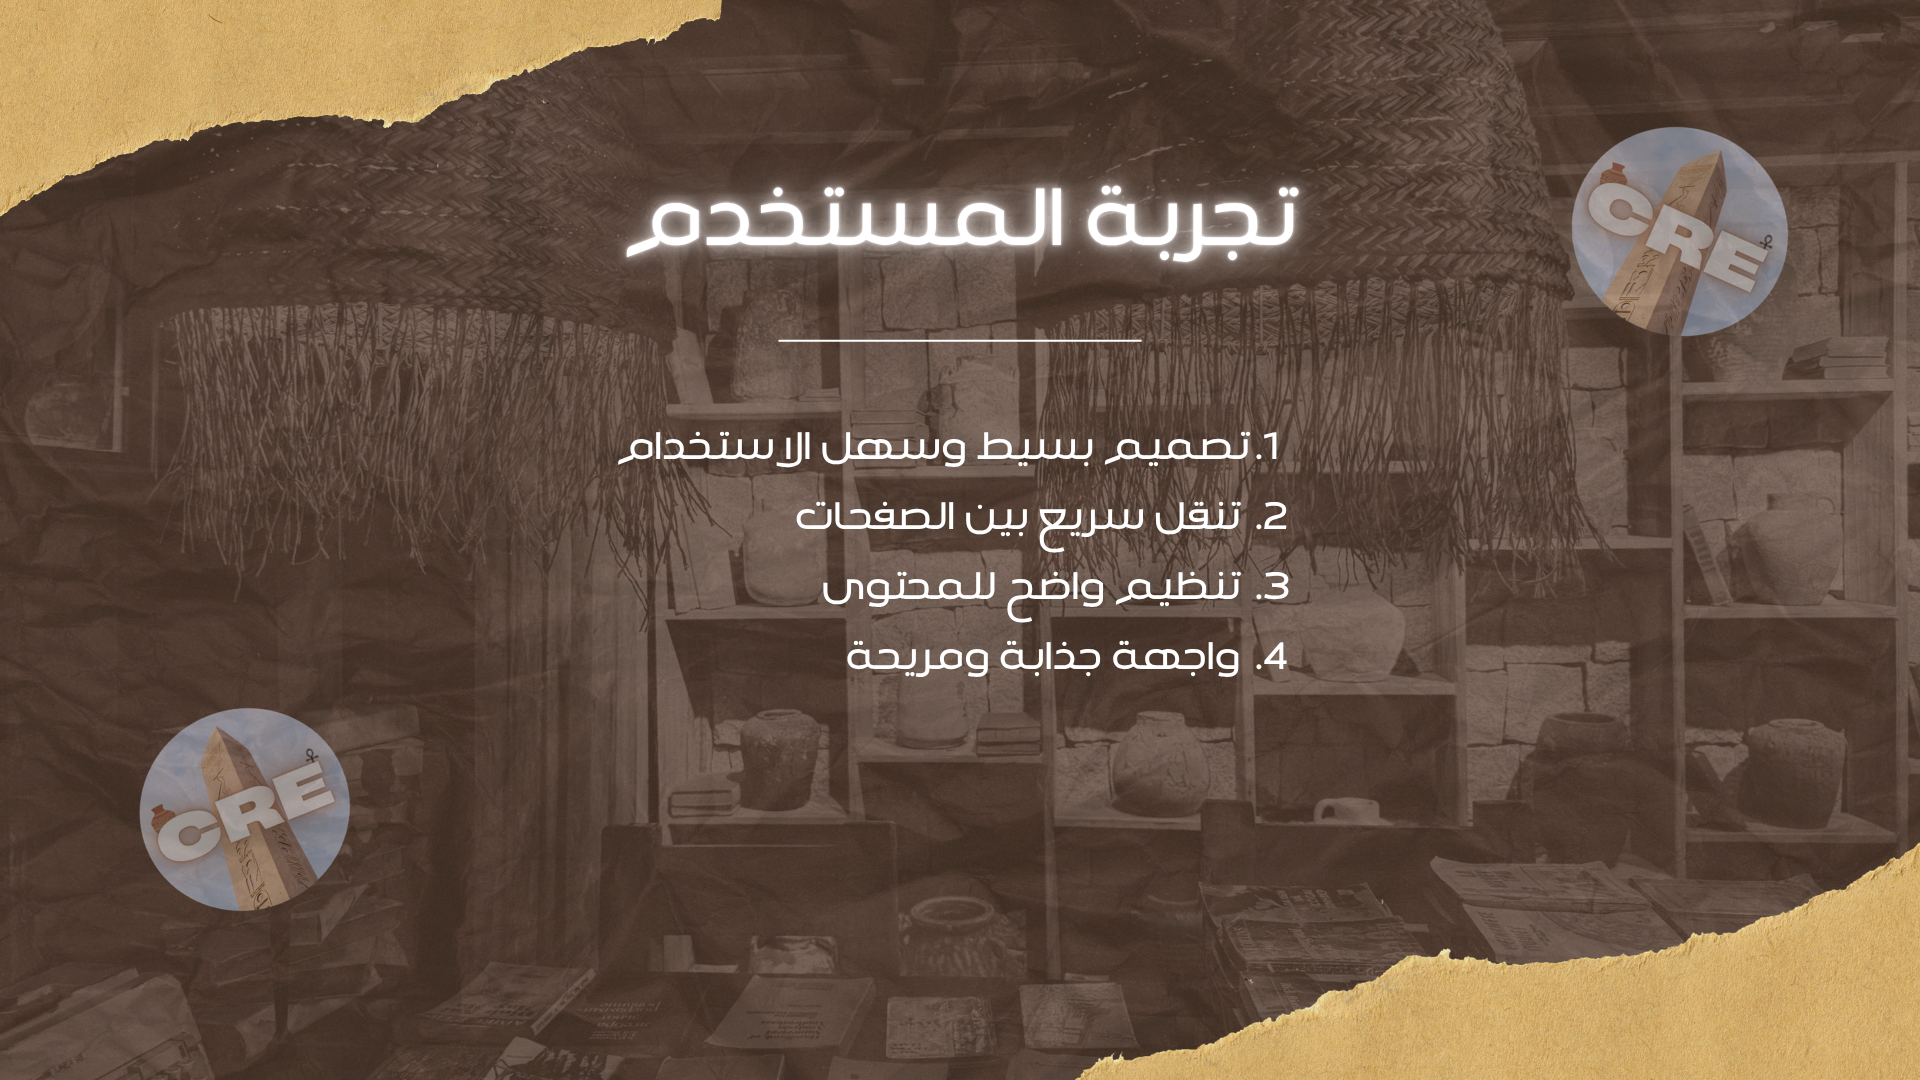 تجربة المستخدم
CRE
1. تصميم بسيط وسهل الاستخدام
2. تنقل سريع بين الصفحات
3. تنظيم واضح للمحتوى
4. واجهة جذابة ومريحة
CRE